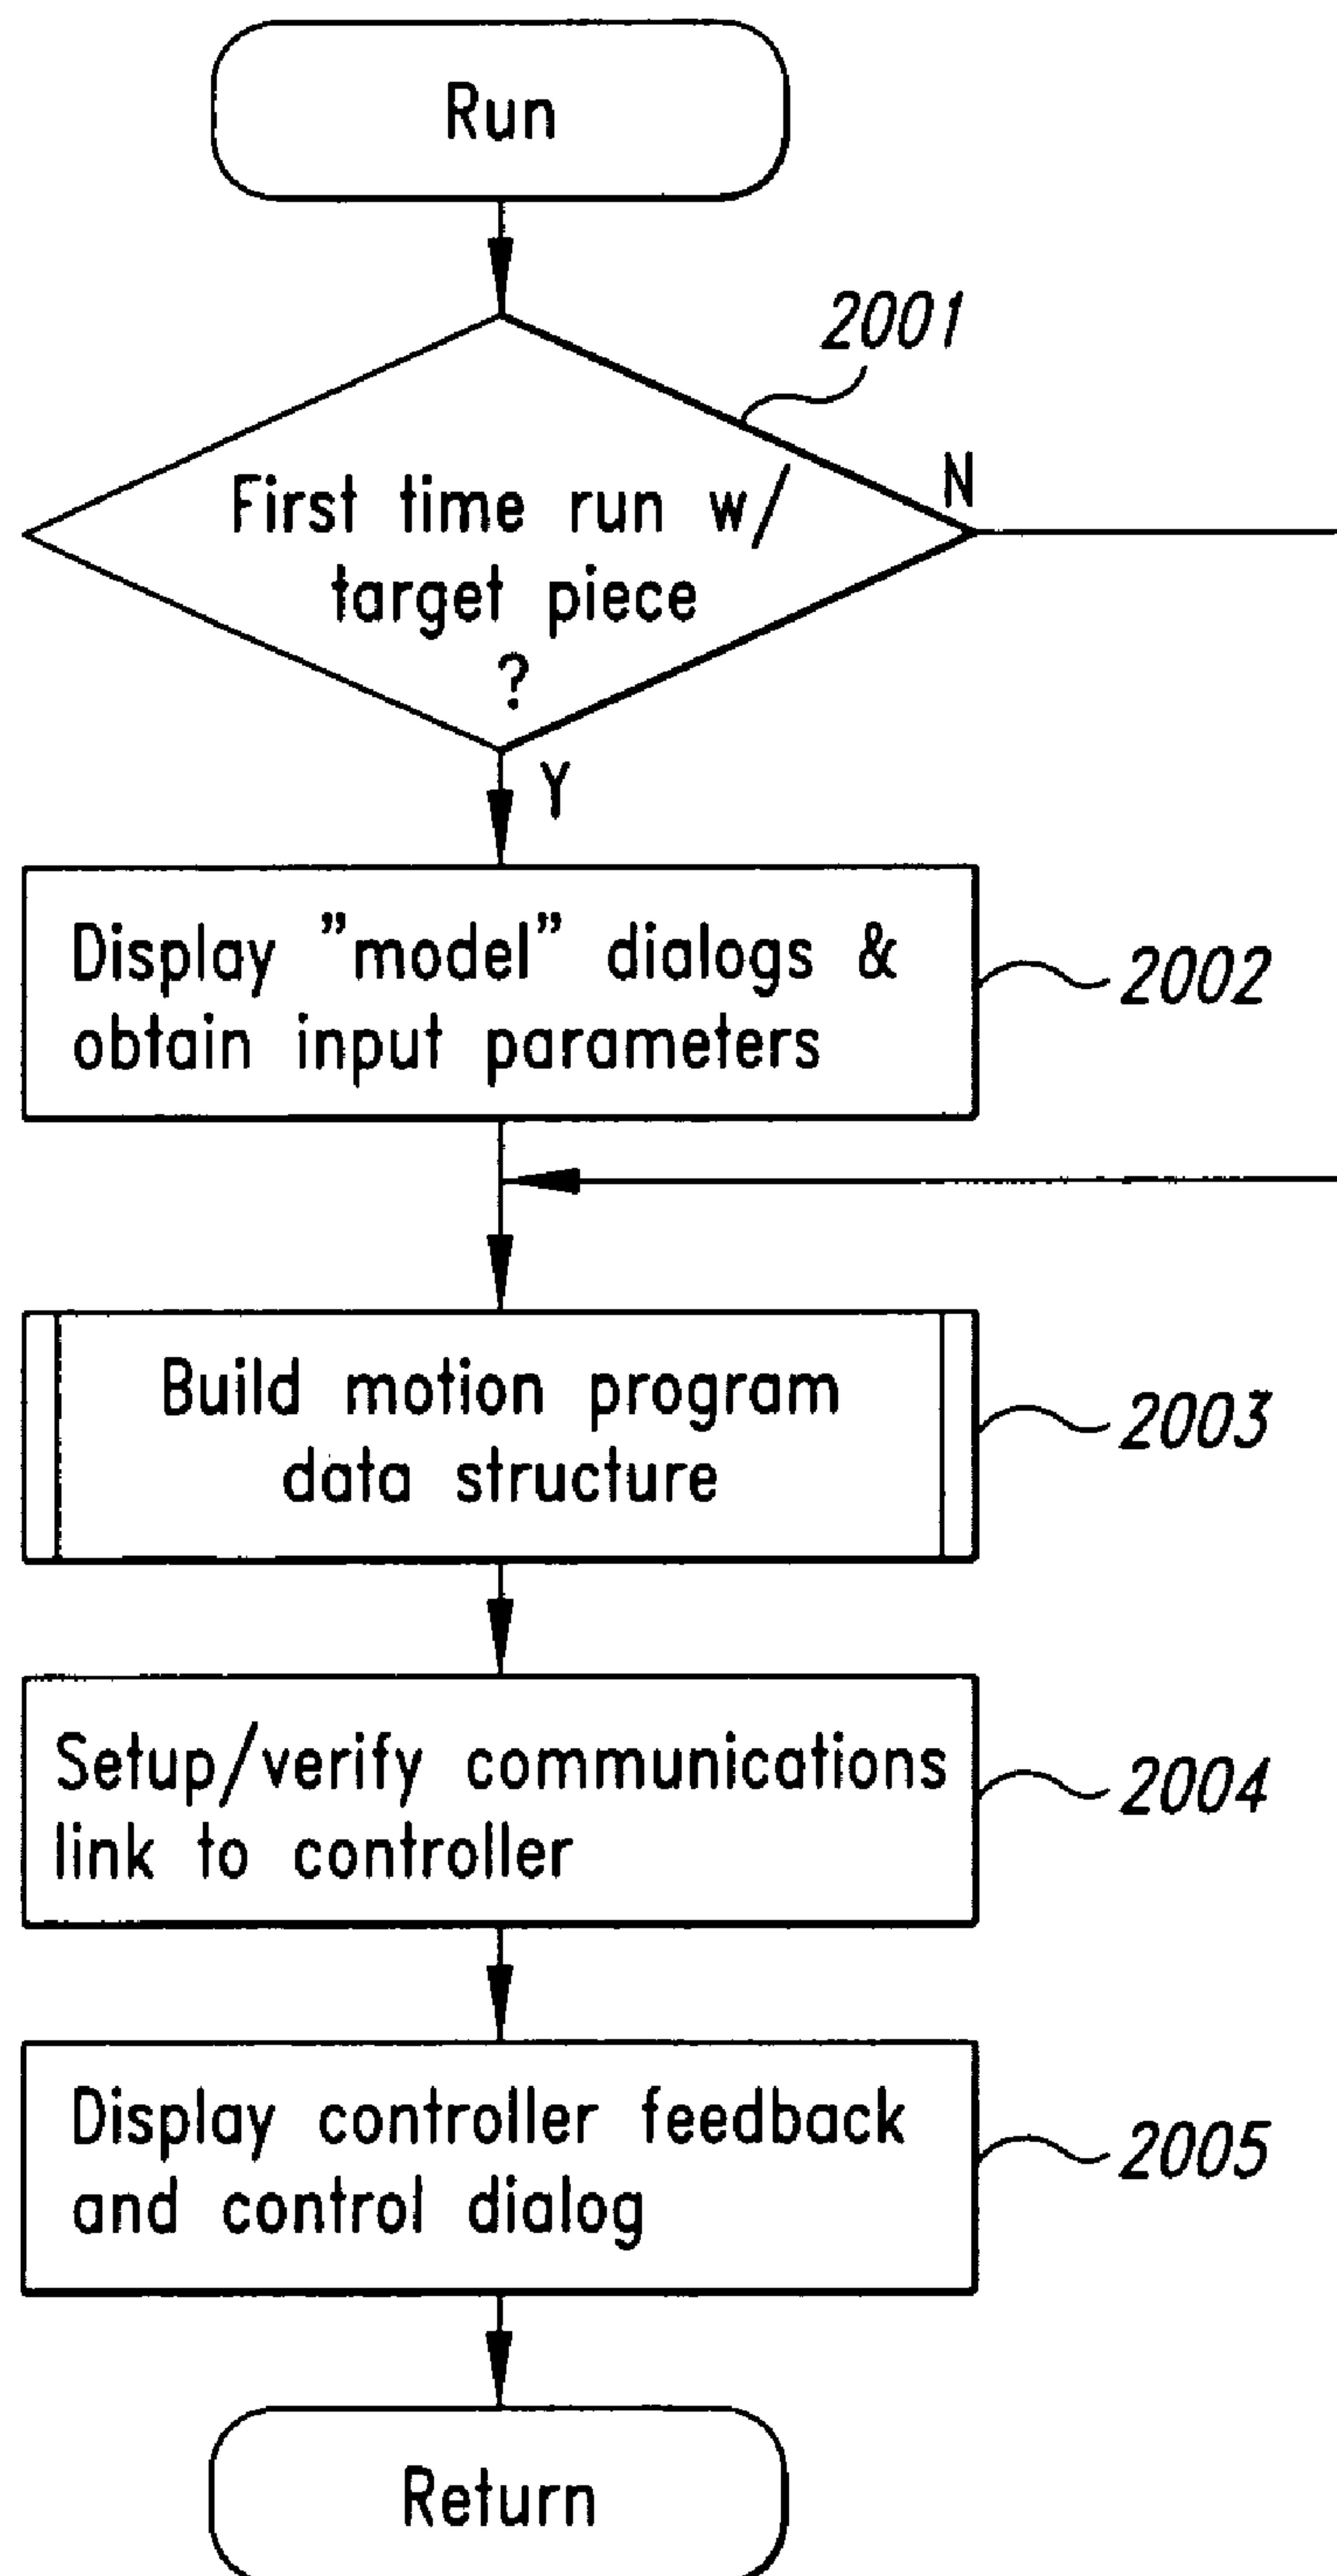 Run
2001
First time run w/
target piece
?
N
Y
Display "model" dialogs &
obtain input parameters
2002
Build motion program
data structure
2003
Setup/verify communications
link to controller
2004
Display controller feedback
and control dialog
2005
Return